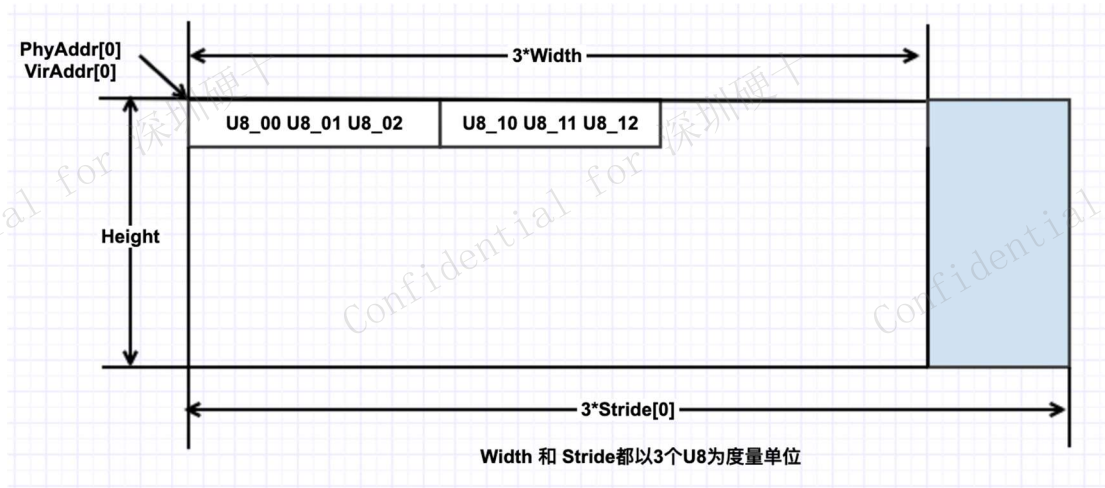 PhyAddr[0]
VirAddr[0]
3*Width
U8_00 U8_01 U8_02
U8_10 U8_11 U8_12
Height
3*Stride[0]
Width 和 Stride都以3个U8为度量单位
al for 深圳硬十
Confidential for 深圳硬十
Confidential